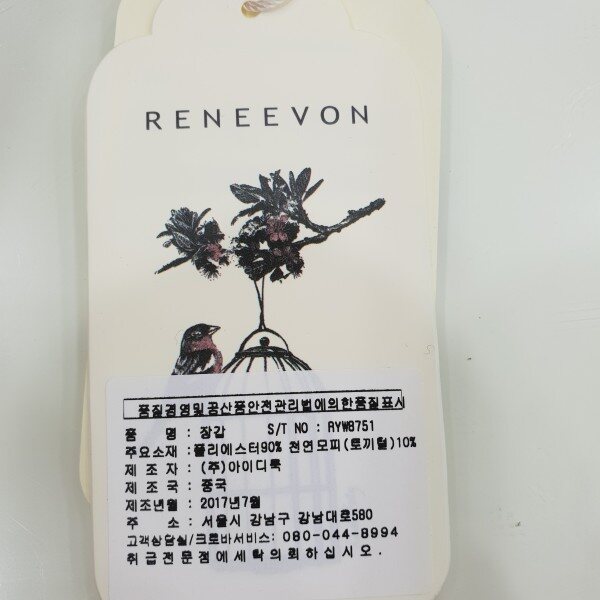 RENEEVON
품질경영및공산품안전관리법에의한품질표시
품 명 : 장갑 S/T NO : RYW8751
주요소재 :폴리에스터90% 천연모피(토끼털)10%
제 조 자 : (주)아이디룩
제 조 국 : 중국
제조년월 : 2017년7월
주 소 : 서울시 강남구 강남대로580
고객상담실/크로바서비스: 080-044-8994
취급전문점에세탁의뢰하십시오.